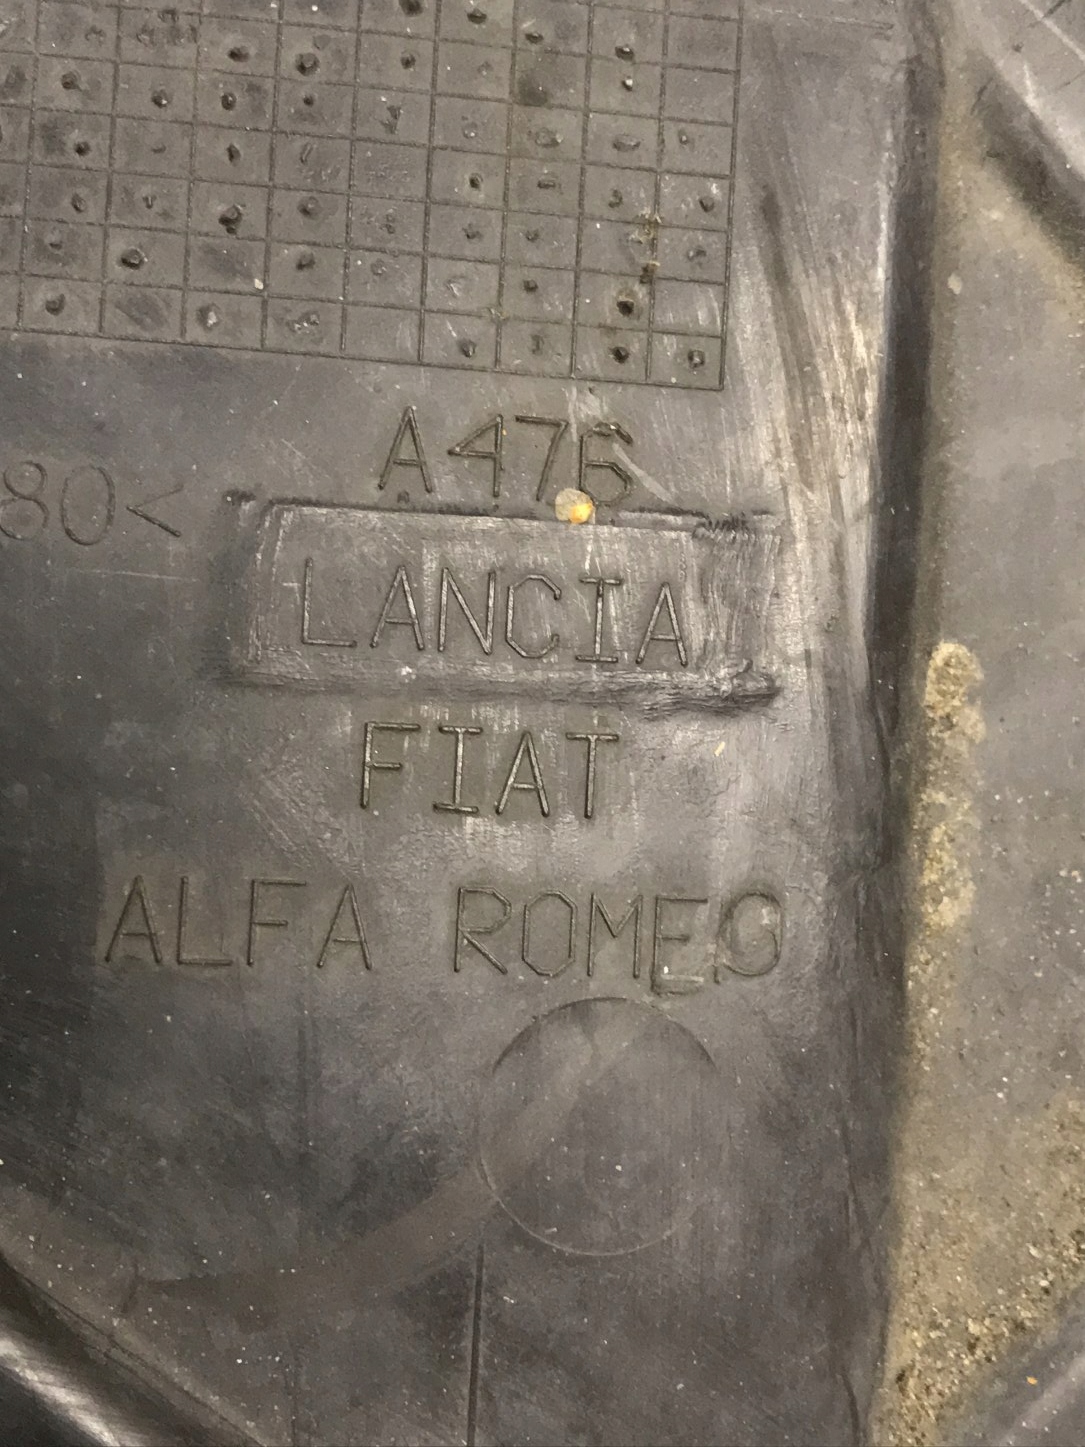 A476
80<
LANCIA
FIAT
ALFA ROMEO